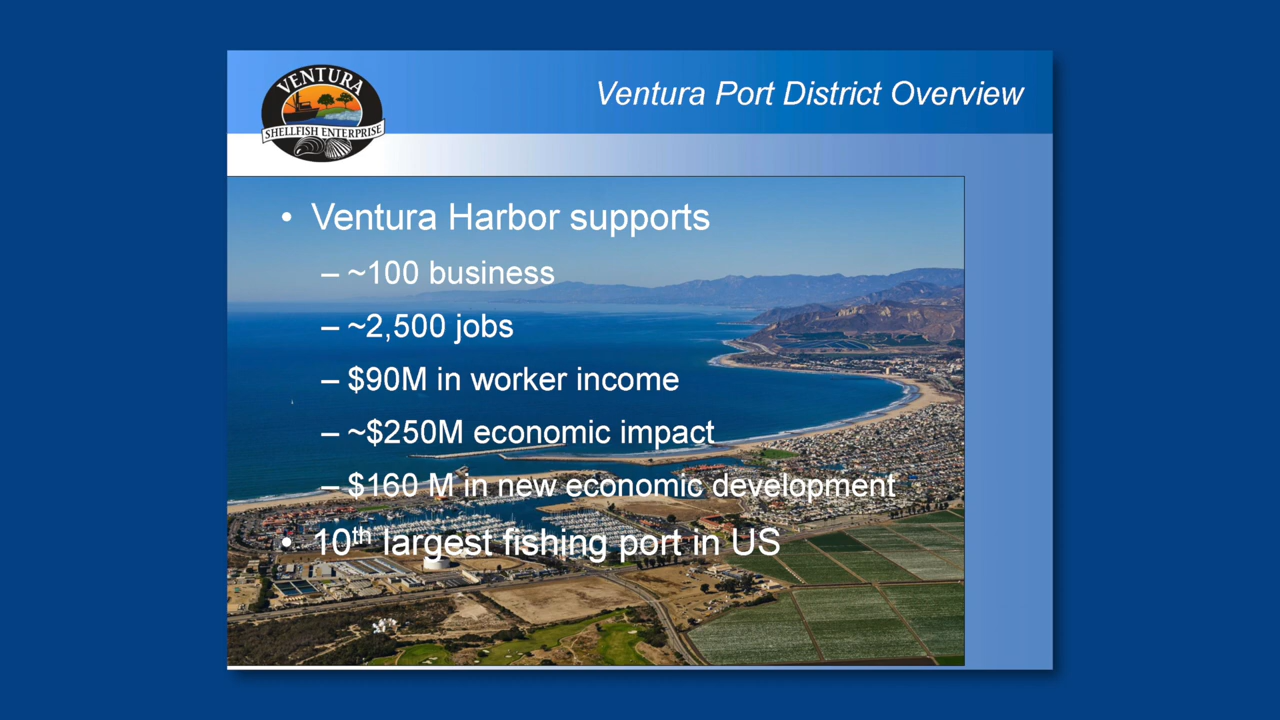 VENTURA
SHELLFISH ENTERPRISE
Ventura Port District Overview
• Ventura Harbor supports
– ~100 business
– ~2,500 jobs
– $90M in worker income
– ~$250M economic impact
– $160 M in new economic development
• 10th largest fishing port in US